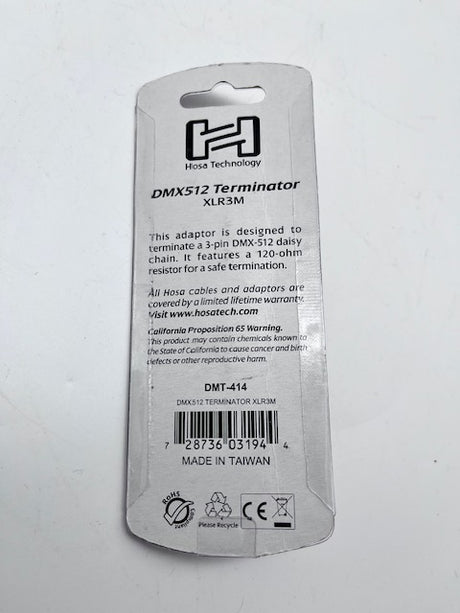 Hosa Technology
DMX512 Terminator
XLR3M
This adaptor is designed to
terminate a 3-pin DMX-512 daisy
chain. It features a 120-ohm
resistor for a safe termination.
All Hosa cables and adaptors are
covered by a limited lifetime warranty.
Visit www.hosatech.com
California Proposition 65 Warning.
This product may contain chemicals known to
the State of California to cause cancer and birth
defects or other reproductive harm.
DMT-414
DMX512 TERMINATOR XLR3M
7 28736 03194 4
MADE IN TAIWAN
RoHS
Compliant
Please Recycle
CE